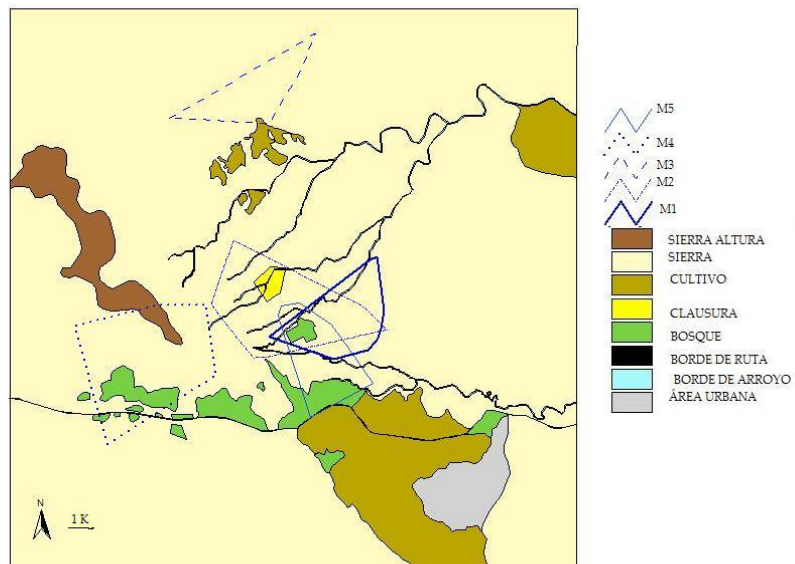 M5
M4
M3
M2
M1
SIERRA ALTURA
SIERRA
CULTIVO
CLAUSURA
BOSQUE
BORDE DE RUTA
BORDE DE ARROYO
ÁREA URBANA
N
1 K